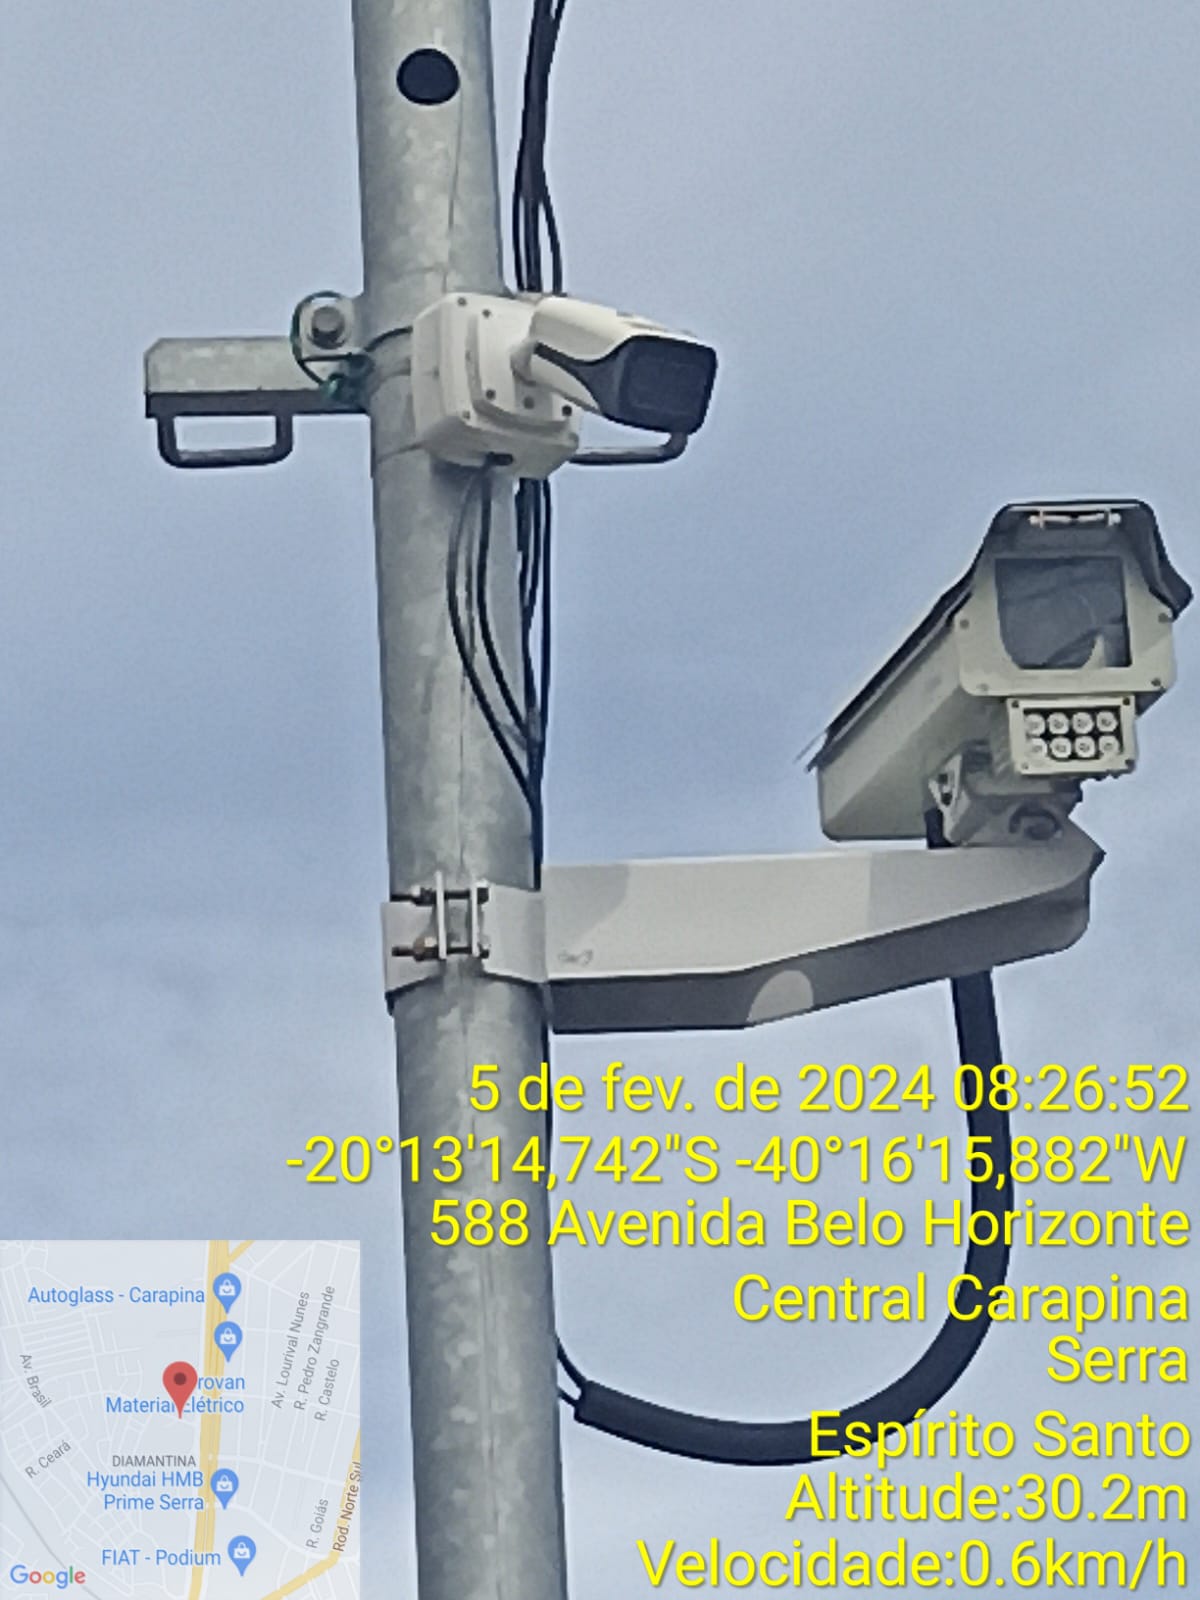 5 de fev. de 2024 08:26:52
-20°13'14,742"S -40°16'15,882"W
588 Avenida Belo Horizonte
Central Carapina
Serra
Espírito Santo
Altitude:30.2m
Velocidade:0.6km/h
Autoglass - Carapina
rovan
Material Elétrico
Av. Lourival Nunes
R. Pedro Zangrande
R. Castelo
Av. Brasil
R. Ceará
DIAMANTINA
Hyundai HMB
Prime Serra
R. Goiás
Rod. Norte Sul
FIAT - Podium
Google